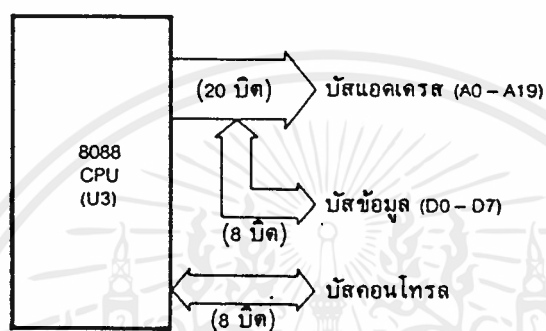 8088
CPU
(U3)
(20 บิต)
บัสแอดเดรส (A0 – A19)
บัสข้อมูล (D0 – D7)
(8 บิต)
บัสคอนโทรล
(8 บิต)